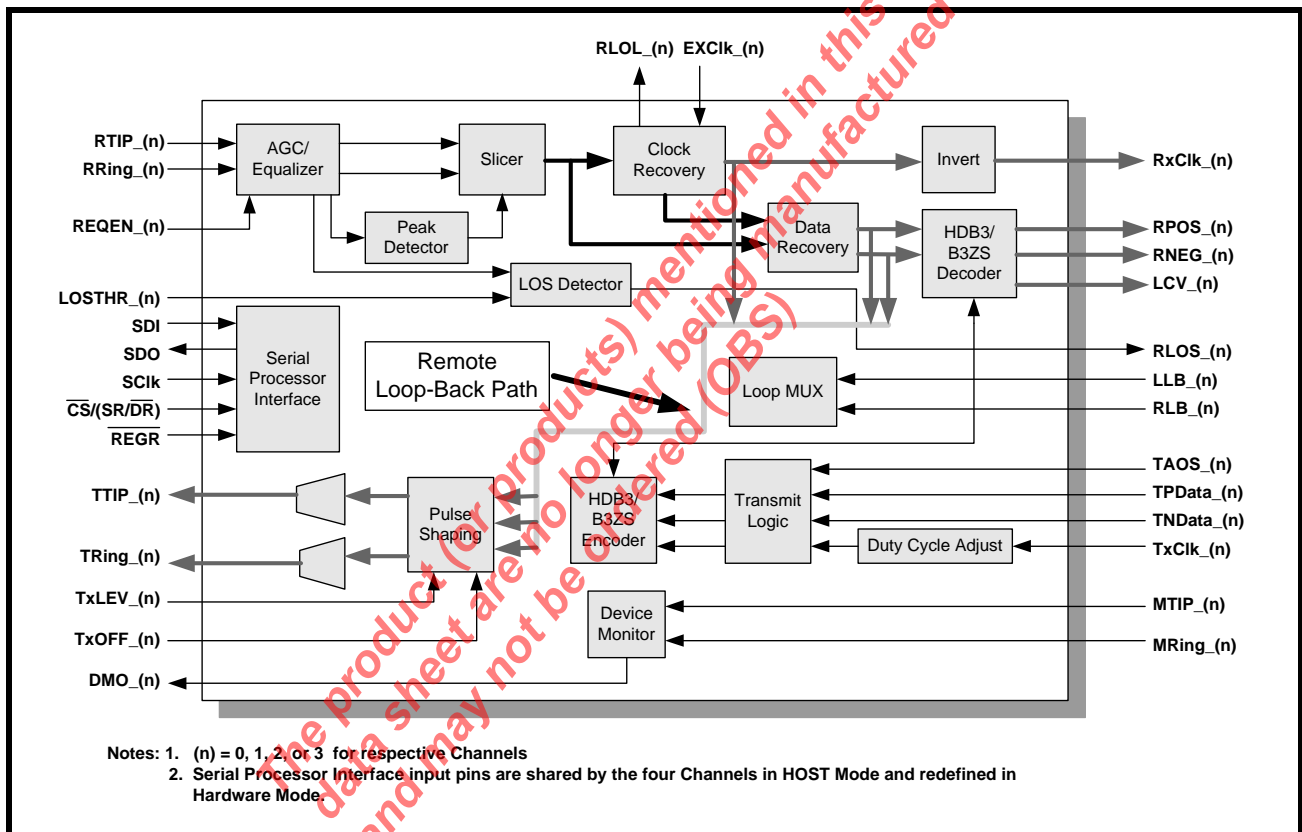 RLOL_(n) EXClk_(n)
RTIP_(n)
RRing_(n)
REQEN_(n)
LOSTHR_(n)
SDI
SDO
SClk
CS/(SR/DR)
REGR
TTIP_(n)
TRing_(n)
TxLEV_(n)
TxOFF_(n)
DMO_(n)
AGC/
Equalizer
Slicer
Clock
Recovery
Invert
Peak
Detector
Data
Recovery
HDB3/
B3ZS
Decoder
LOS Detector
Serial
Processor
Interface
Remote
Loop-Back Path
Loop MUX
Pulse
Shaping
HDB3/
B3ZS
Encoder
Transmit
Logic
Duty Cycle Adjust
Device
Monitor
RxClk_(n)
RPOS_(n)
RNEG_(n)
LCV_(n)
RLOS_(n)
LLB_(n)
RLB_(n)
TAOS_(n)
TPData_(n)
TNData_(n)
TxClk_(n)
MTIP_(n)
MRing_(n)
Notes: 1. (n) = 0, 1, 2, or 3 for respective Channels
2. Serial Processor Interface input pins are shared by the four Channels in HOST Mode and redefined in
Hardware Mode.
The product (or products) mentioned in this
data sheet are no longer being manufactured
and may not be ordered (OBS)